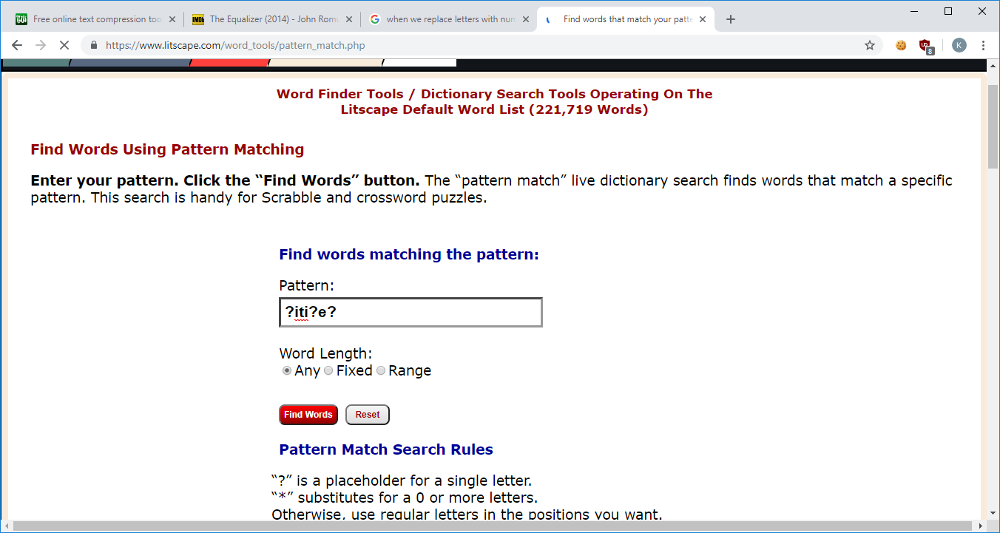 Free online text compression too
The Equalizer (2014) - John Romu
when we replace letters with num
Find words that match your patte
https://www.litscape.com/word_tools/pattern_match.php
8
K
Word Finder Tools / Dictionary Search Tools Operating On The
Litscape Default Word List (221,719 Words)
Find Words Using Pattern Matching
Enter your pattern. Click the “Find Words” button. The “pattern match” live dictionary search finds words that match a specific
pattern. This search is handy for Scrabble and crossword puzzles.
Find words matching the pattern:
Pattern:
?iti?e?
Word Length:
Any Fixed Range
Find Words Reset
Pattern Match Search Rules
“?” is a placeholder for a single letter.
“*” substitutes for a 0 or more letters.
Otherwise, use regular letters in the positions you want.